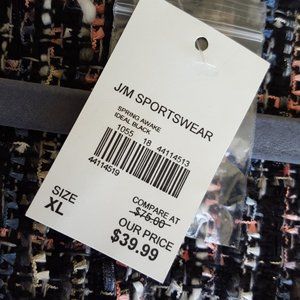 J/M SPORTSWEAR
SPRING AWAKE
IDEAL BLACK
1055 18 44114513
44114519
SIZE
XL
COMPARE AT
$75.00
OUR PRICE
$39.99